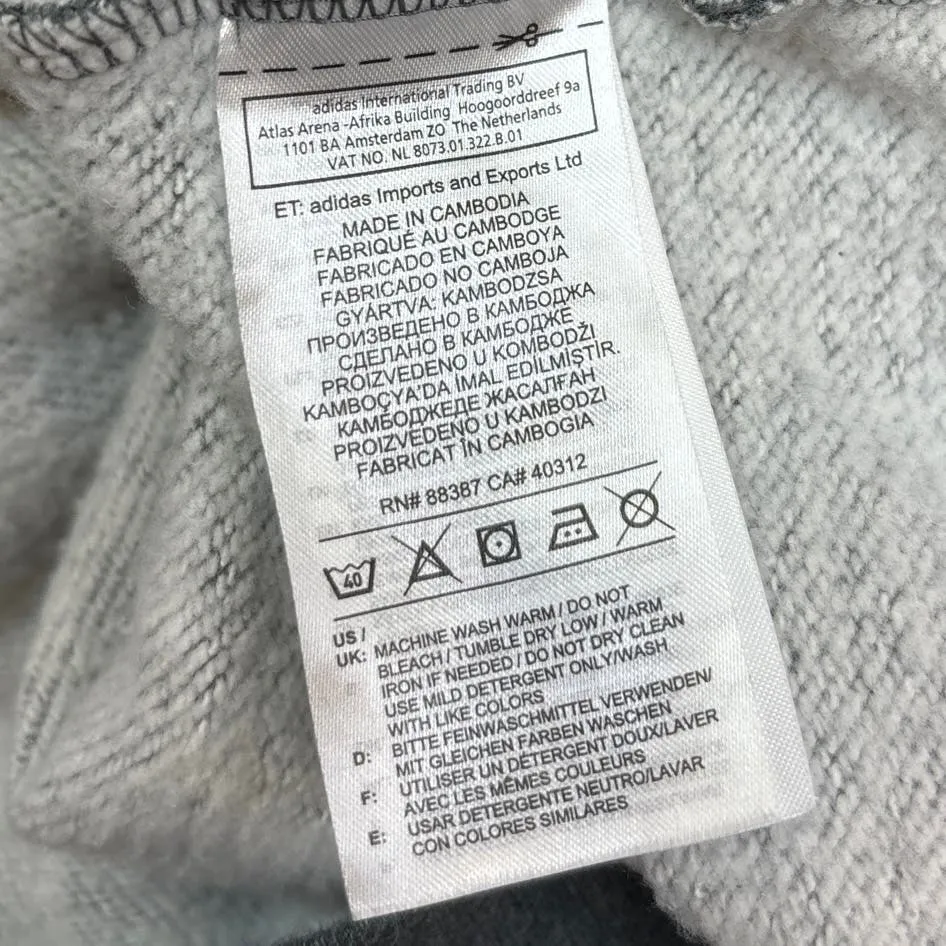 adidas International Trading BV
Atlas Arena -Afrika Building Hoogoorddreef 9a
1101 BA Amsterdam ZO The Netherlands
VAT NO. NL 8073.01.322.B.01
ET: adidas Imports and Exports Ltd
MADE IN CAMBODIA
FABRIQUÉ AU CAMBODGE
FABRICADO EN CAMBOYA
FABRICADO NO CAMBOJA
GYÁRTVA: KAMBODZSA
ПРОИЗВЕДЕНО В КАМБОДЖА
СДЕЛАНО В КАМБОДЖЕ
PROIZVEDENO U KOMBODŽI
KAMBOÇYA'DA İMAL EDİLMİŞTİR.
КАМБОДЖЕДЕ ЖАСАЛҒАН
PROIZVEDENO U KAMBODZI
FABRICAT ÎN CAMBOGIA
RN# 88387 CA# 40312
40
US /
UK: MACHINE WASH WARM / DO NOT
BLEACH / TUMBLE DRY LOW / WARM
IRON IF NEEDED / DO NOT DRY CLEAN
USE MILD DETERGENT ONLY/WASH
WITH LIKE COLORS
D: BITTE FEINWASCHMITTEL VERWENDEN/
MIT GLEICHEN FARBEN WASCHEN
F: UTILISER UN DETERGENT DOUX/LAVER
AVEC LES MÊMES COULEURS
E: USAR DETERGENTE NEUTRO/LAVAR
CON COLORES SIMILARES